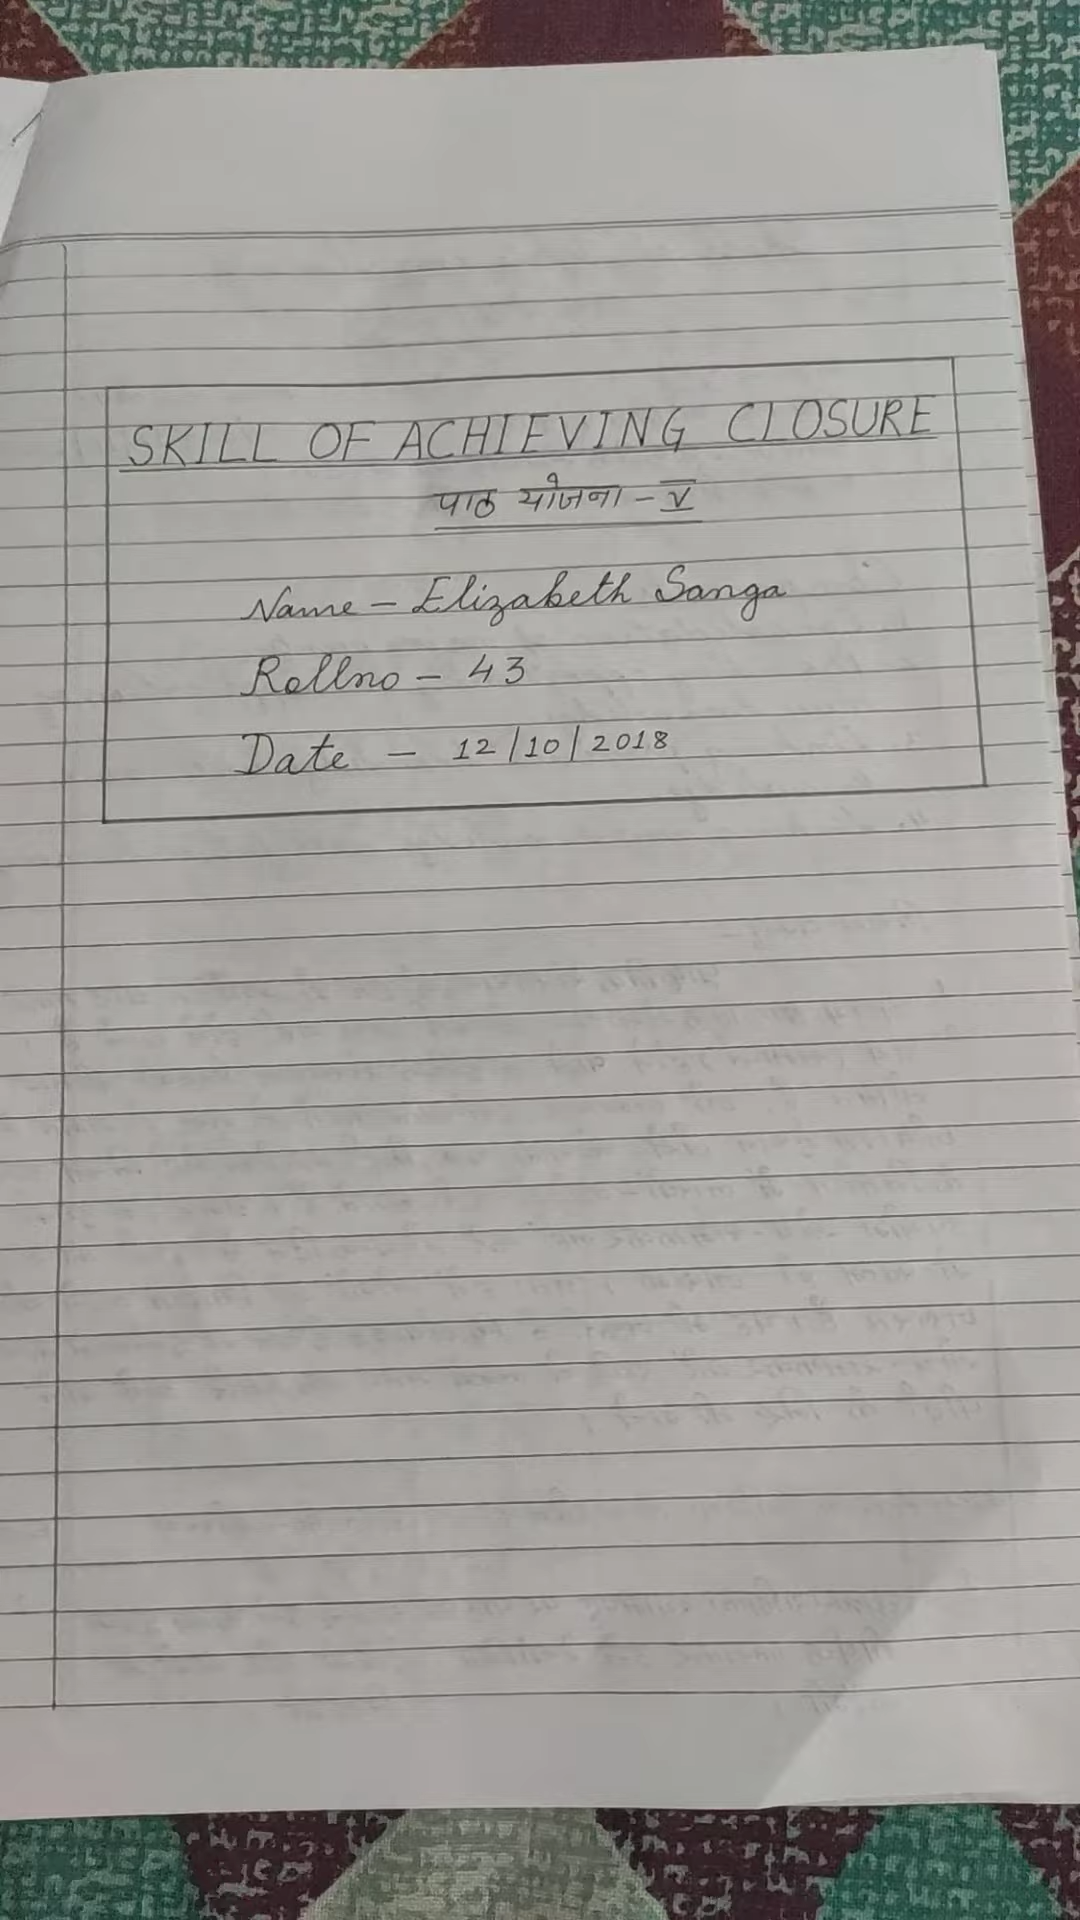 SKILL OF ACHIEVING CLOSURE
पाठ योजना - V
Name - Elizabeth Sanga
Rollno - 43
Date - 12/10/2018